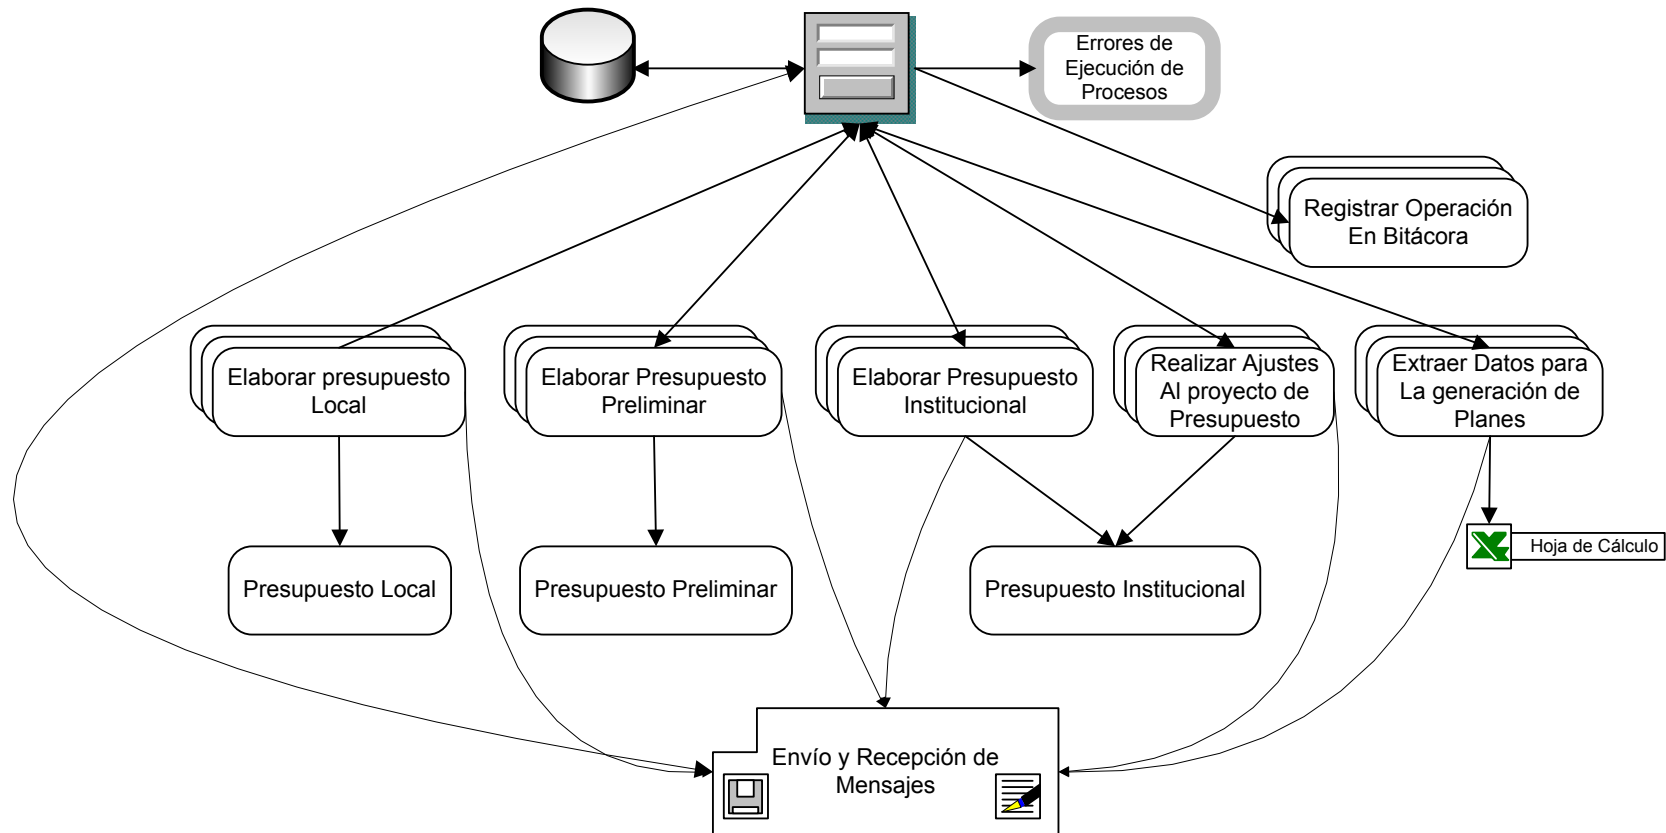 Errores de
Ejecución de
Procesos
Registrar Operación
En Bitácora
Elaborar presupuesto
Local
Elaborar Presupuesto
Preliminar
Elaborar Presupuesto
Institucional
Realizar Ajustes
Al proyecto de
Presupuesto
Extraer Datos para
La generación de
Planes
Hoja de Cálculo
Presupuesto Local
Presupuesto Preliminar
Presupuesto Institucional
Envío y Recepción de
Mensajes